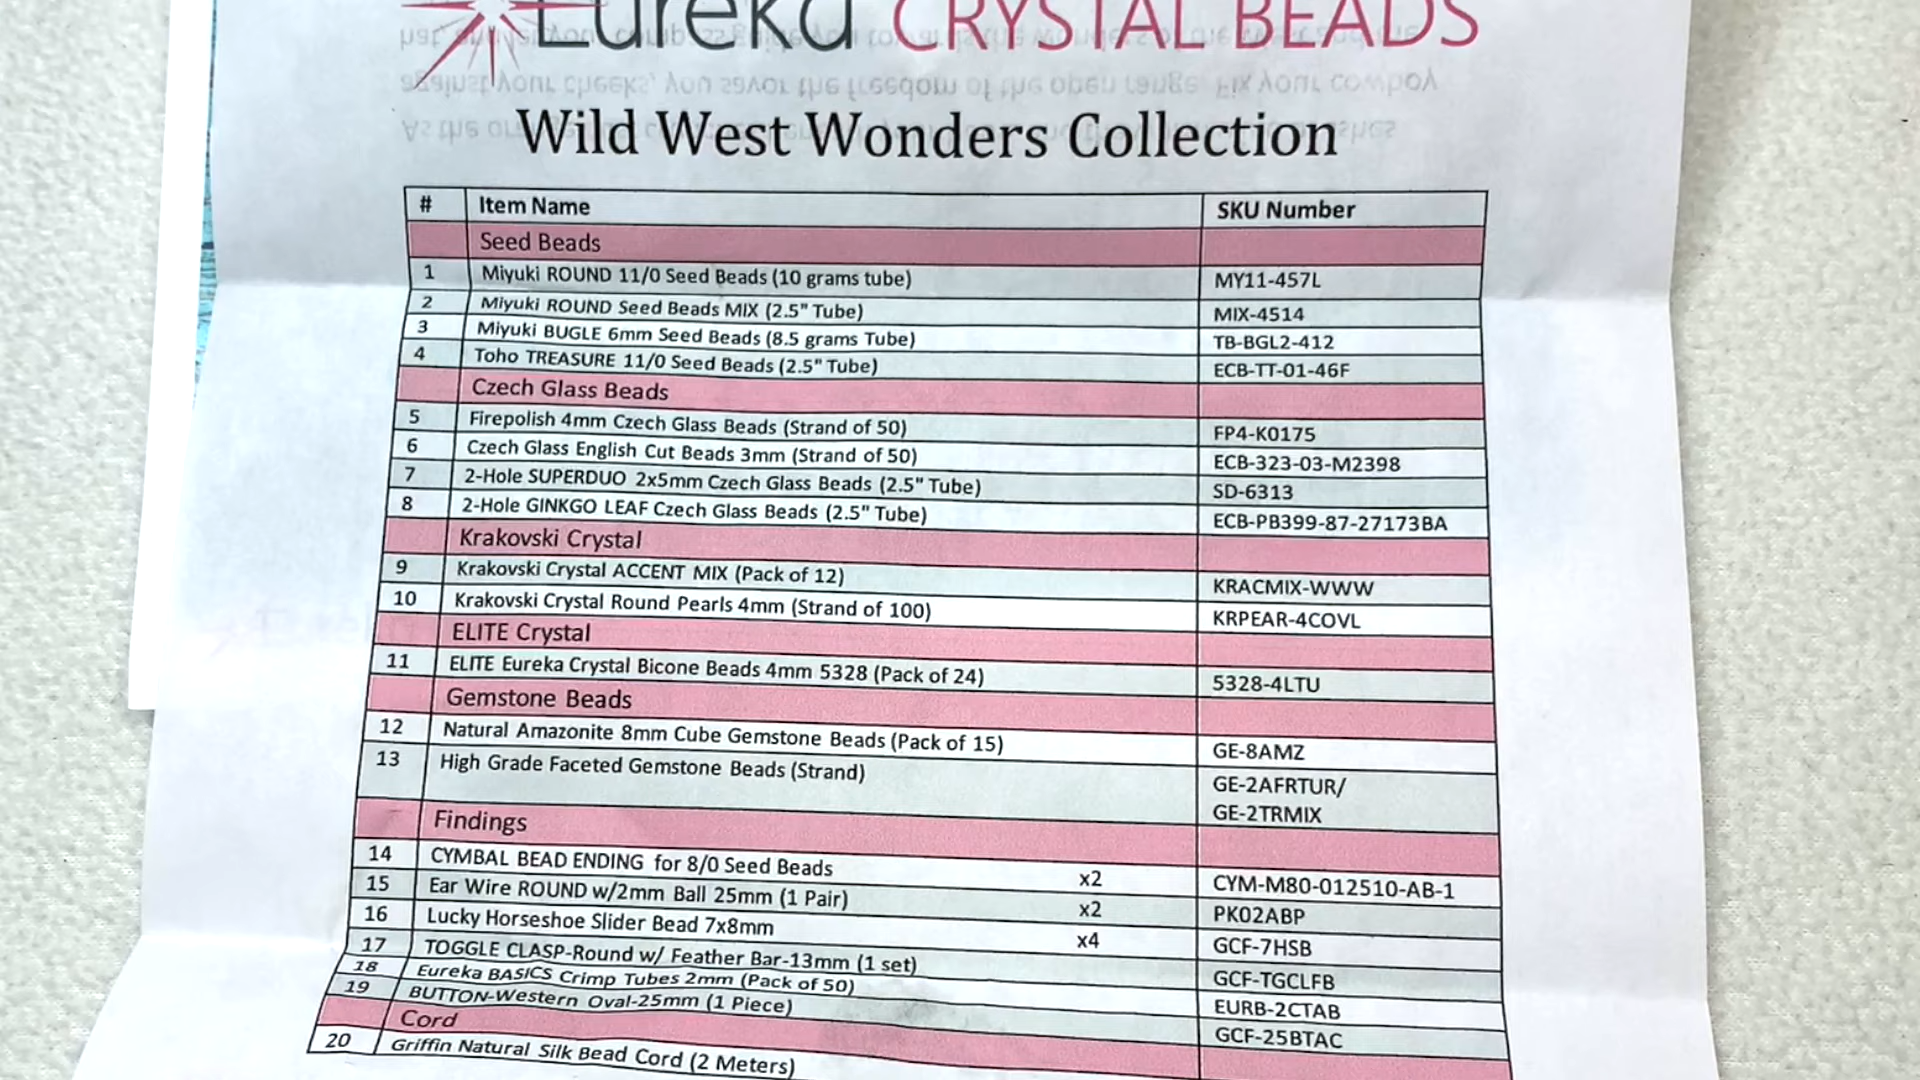 Eureka CRYSTAL BEADS
Wild West Wonders Collection
# Item Name SKU Number
Seed Beads
1 Miyuki ROUND 11/0 Seed Beads (10 grams tube) MY11-457L
2 Miyuki ROUND Seed Beads MIX (2.5" Tube) MIX-4514
3 Miyuki BUGLE 6mm Seed Beads (8.5 grams Tube) TB-BGL2-412
4 Toho TREASURE 11/0 Seed Beads (2.5" Tube) ECB-TT-01-46F
Czech Glass Beads
5 Firepolish 4mm Czech Glass Beads (Strand of 50) FP4-K0175
6 Czech Glass English Cut Beads 3mm (Strand of 50) ECB-323-03-M2398
7 2-Hole SUPERDUO 2x5mm Czech Glass Beads (2.5" Tube) SD-6313
8 2-Hole GINKGO LEAF Czech Glass Beads (2.5" Tube) ECB-PB399-87-27173BA
Krakovski Crystal
9 Krakovski Crystal ACCENT MIX (Pack of 12) KRACMIX-WWW
10 Krakovski Crystal Round Pearls 4mm (Strand of 100) KRPEAR-4COVL
ELITE Crystal
11 ELITE Eureka Crystal Bicone Beads 4mm 5328 (Pack of 24) 5328-4LTU
Gemstone Beads
12 Natural Amazonite 8mm Cube Gemstone Beads (Pack of 15) GE-8AMZ
13 High Grade Faceted Gemstone Beads (Strand) GE-2AFRTUR/
GE-2TRMIX
Findings
14 CYMBAL BEAD ENDING for 8/0 Seed Beads x2 CYM-M80-012510-AB-1
15 Ear Wire ROUND w/2mm Ball 25mm (1 Pair) x2 PK02ABP
16 Lucky Horseshoe Slider Bead 7x8mm x4 GCF-7HSB
17 TOGGLE CLASP-Round w/ Feather Bar-13mm (1 set) GCF-TGCLFB
18 Eureka BASICS Crimp Tubes 2mm (Pack of 50) EURB-2CTAB
19 BUTTON-Western Oval-25mm (1 Piece) GCF-25BTAC
Cord
20 Griffin Natural Silk Bead Cord (2 Meters)